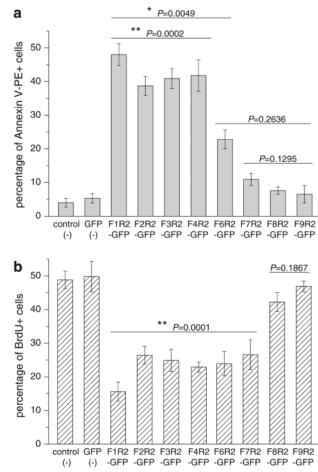 a
* P=0.0049
** P=0.0002
P=0.2636
P=0.1295
percentage of Annexin V-PE+ cells
50
40
30
20
10
0
control GFP F1R2 F2R2 F3R2 F4R2 F6R2 F7R2 F8R2 F9R2
(-) (-) -GFP -GFP -GFP -GFP -GFP -GFP -GFP -GFP
b
P=0.1867
** P=0.0001
percentage of BrdU+ cells
50
40
30
20
10
0
control GFP F1R2 F2R2 F3R2 F4R2 F6R2 F7R2 F8R2 F9R2
(-) (-) -GFP -GFP -GFP -GFP -GFP -GFP -GFP -GFP